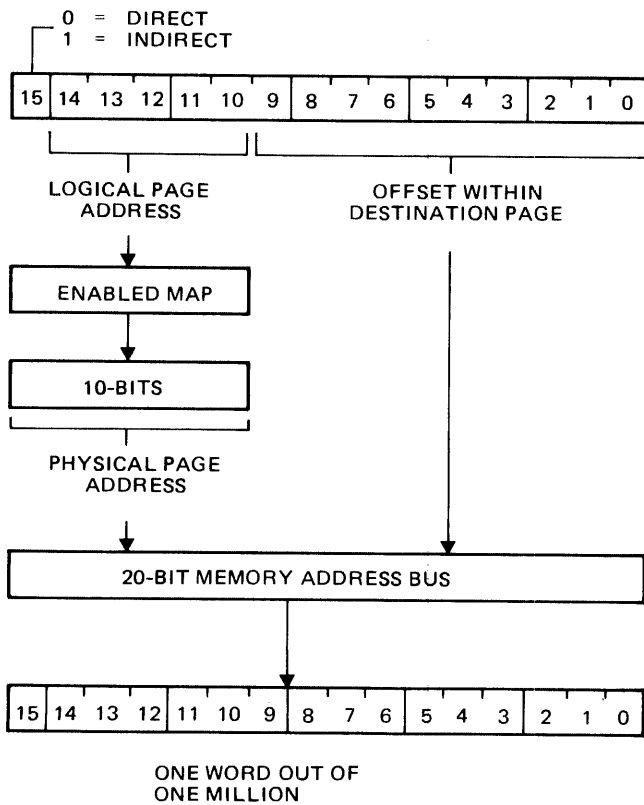 0 = DIRECT
1 = INDIRECT
15 14 13 12 11 10 9 8 7 6 5 4 3 2 1 0
LOGICAL PAGE
ADDRESS
OFFSET WITHIN
DESTINATION PAGE
ENABLED MAP
10-BITS
PHYSICAL PAGE
ADDRESS
20-BIT MEMORY ADDRESS BUS
15 14 13 12 11 10 9 8 7 6 5 4 3 2 1 0
ONE WORD OUT OF
ONE MILLION